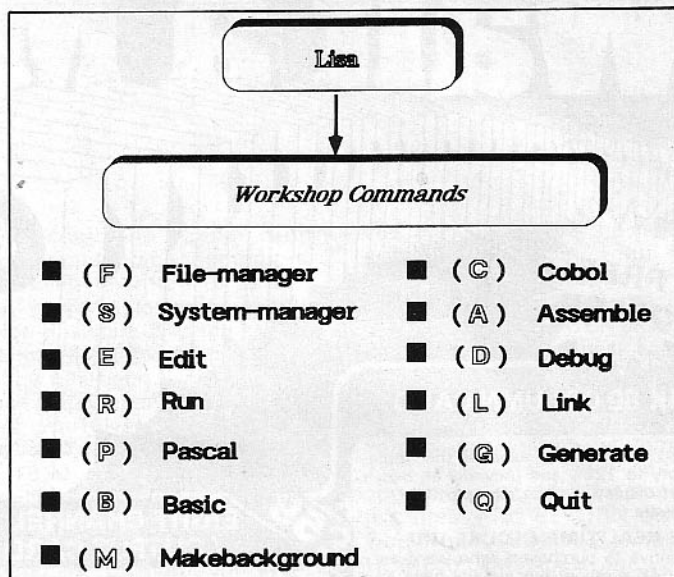 Lisa
Workshop Commands
(F) File-manager
(S) System-manager
(E) Edit
(R) Run
(P) Pascal
(B) Basic
(M) Makebackground
(C) Cobol
(A) Assemble
(D) Debug
(L) Link
(G) Generate
(Q) Quit